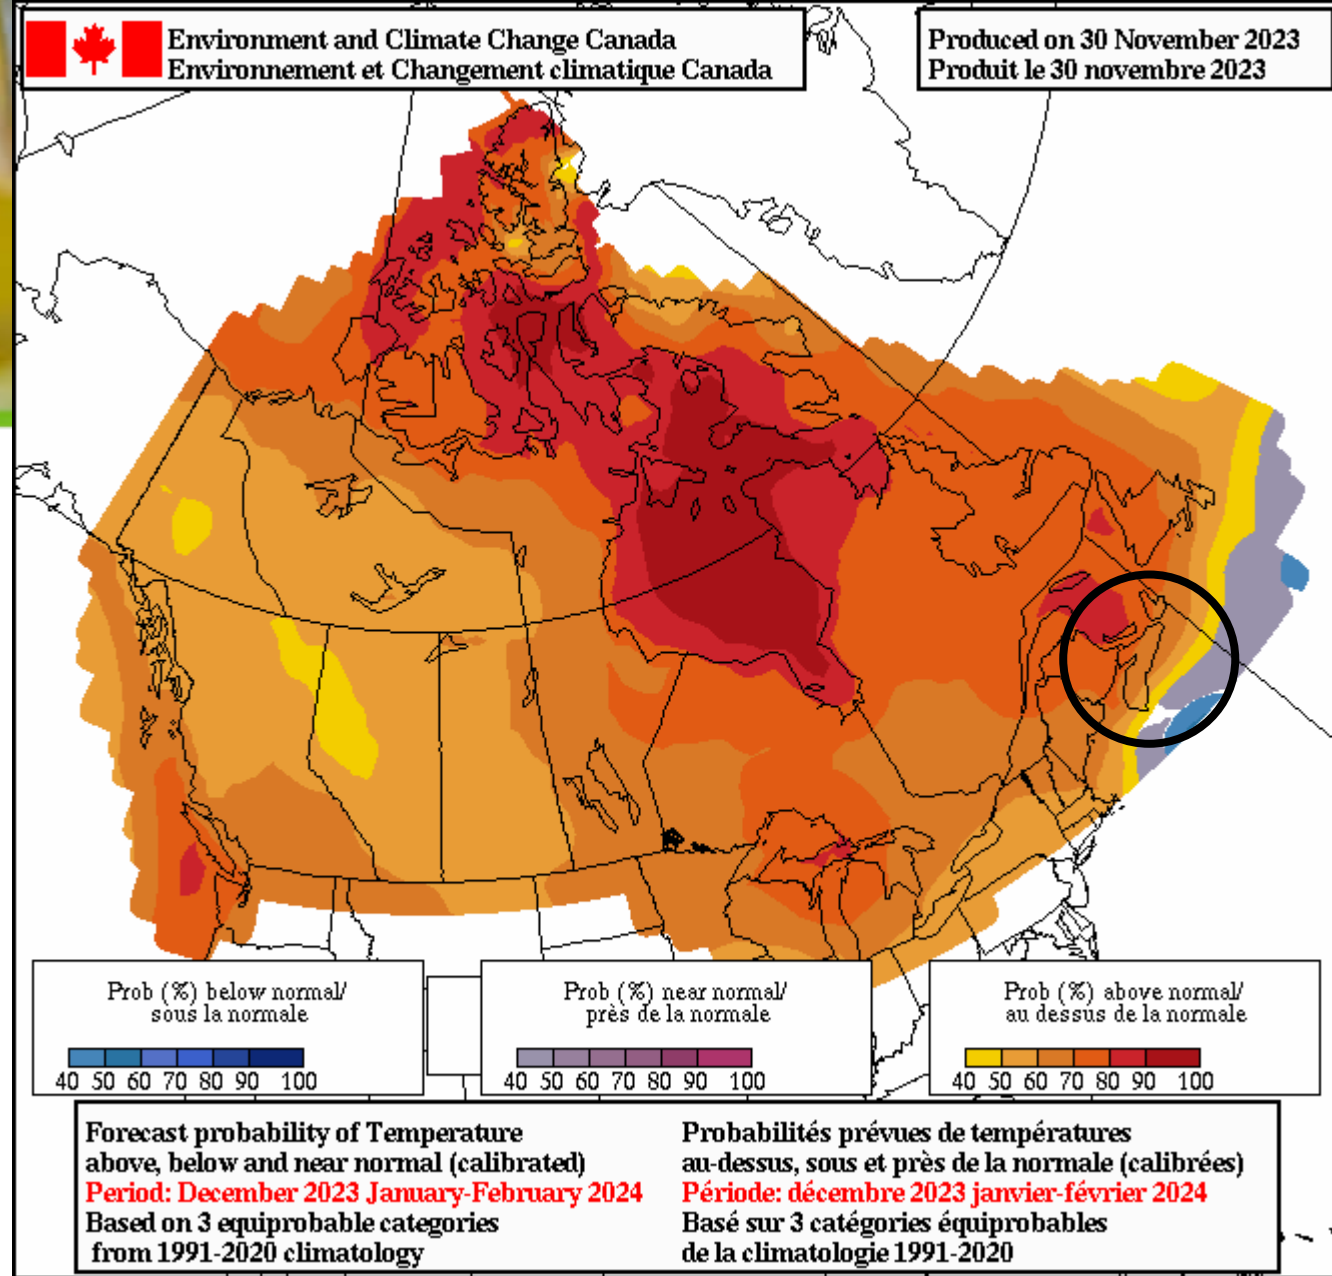 Environment and Climate Change Canada
Environnement et Changement climatique Canada
Produced on 30 November 2023
Produit le 30 novembre 2023
Prob (%) below normal/
sous la normale
40 50 60 70 80 90 100
Prob (%) near normal/
près de la normale
40 50 60 70 80 90 100
Prob (%) above normal/
au dessus de la normale
40 50 60 70 80 90 100
Forecast probability of Temperature
above, below and near normal (calibrated)
Period: December 2023 January-February 2024
Based on 3 equiprobable categories
from 1991-2020 climatology
Probabilités prévues de températures
au-dessus, sous et près de la normale (calibrées)
Période: décembre 2023 janvier-février 2024
Basé sur 3 catégories équiprobables
de la climatologie 1991-2020